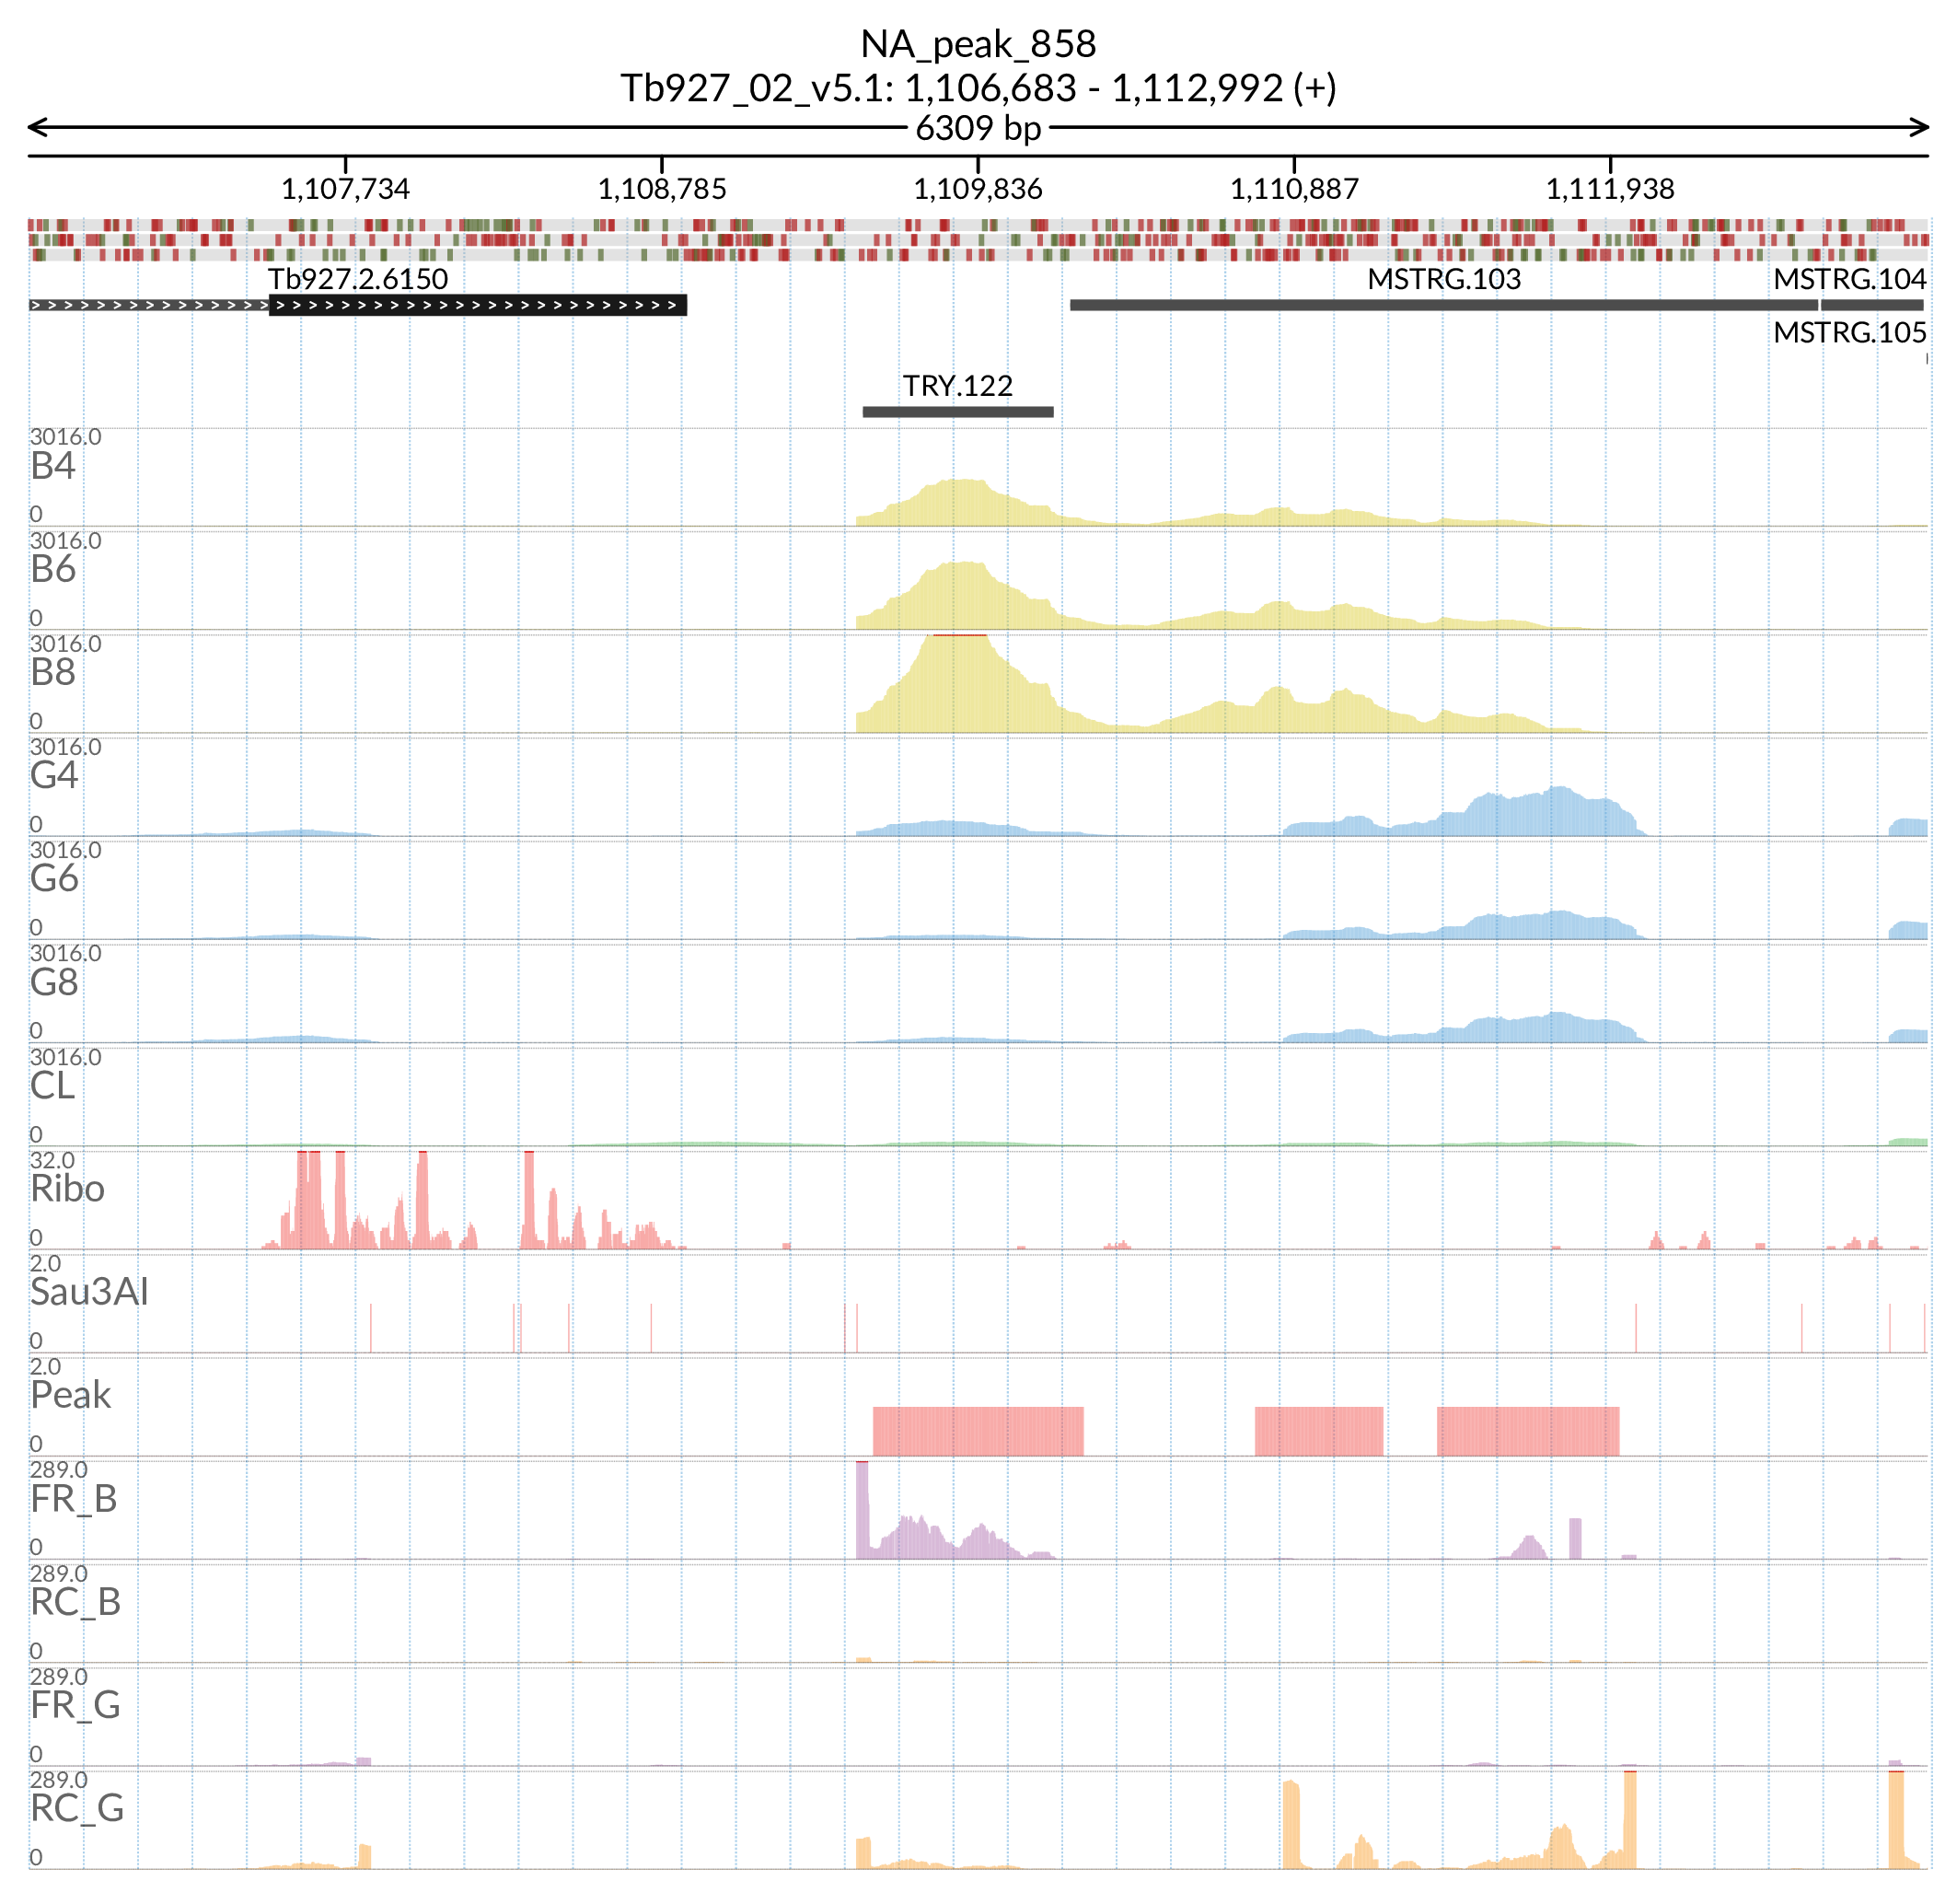 NA_peak_858
Tb927_02_v5.1: 1,106,683 - 1,112,992 (+)
6309 bp
1,107,734 1,108,785 1,109,836 1,110,887 1,111,938
Tb927.2.6150 MSTRG.103 MSTRG.104
MSTRG.105
TRY.122
3016.0
B4
0
3016.0
B6
0
3016.0
B8
0
3016.0
G4
0
3016.0
G6
0
3016.0
G8
0
3016.0
CL
0
32.0
Ribo
0
2.0
Sau3AI
0
2.0
Peak
0
289.0
FR_B
0
289.0
RC_B
0
289.0
FR_G
0
289.0
RC_G
0